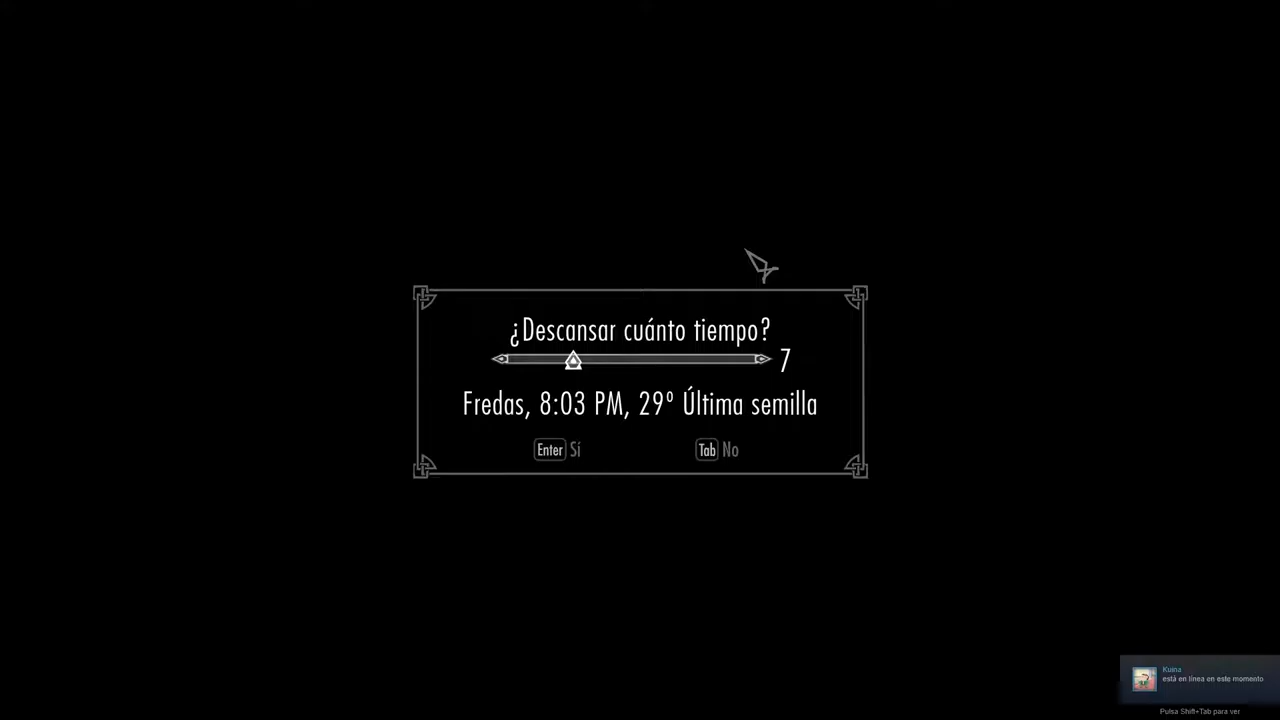 ¿Descansar cuánto tiempo?
7
Fredas, 8:03 PM, 29º Última semilla
Enter Sí
Tab No
Kuina
está en línea en este momento
Pulsa Shift+Tab para ver